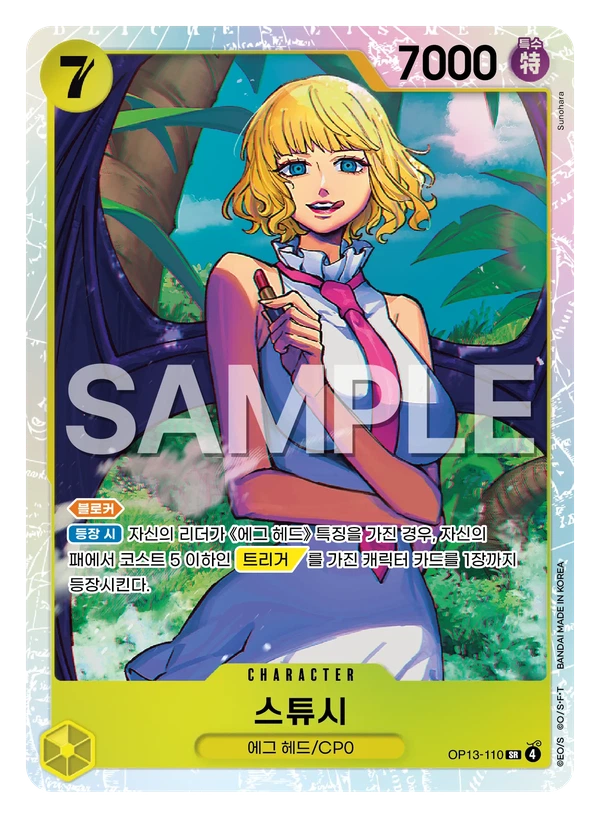 7
7000
특수
特
Sunohara
SAMPLE
블로커
등장 시 자신의 리더가 《에그 헤드》 특징을 가진 경우, 자신의
패에서 코스트 5 이하인 트리거 를 가진 캐릭터 카드를 1장까지
등장시킨다.
CHARACTER
스튜시
에그 헤드/CP0
OP13-110 SR 4
©E.O/S ©O/S·F·T BANDAI MADE IN KOREA